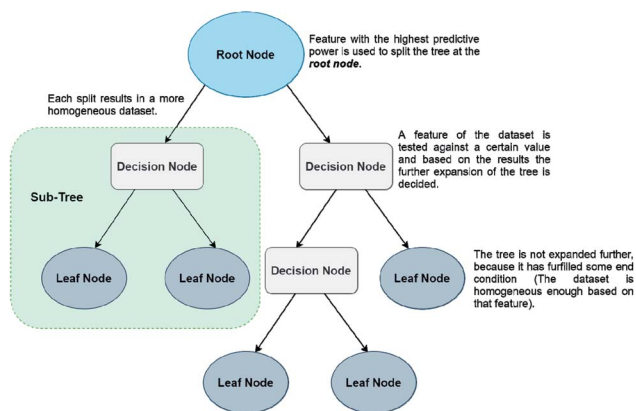 Root Node
Feature with the highest predictive
power is used to split the tree at the
root node.
Each split results in a more
homogeneous dataset.
Decision Node
Decision Node
A feature of the dataset is
tested against a certain value
and based on the results the
further expansion of the tree is
decided.
Sub-Tree
Leaf Node
Leaf Node
Decision Node
Leaf Node
The tree is not expanded further,
because it has furfilled some end
condition (The dataset is
homogeneous enough based on
that feature).
Leaf Node
Leaf Node